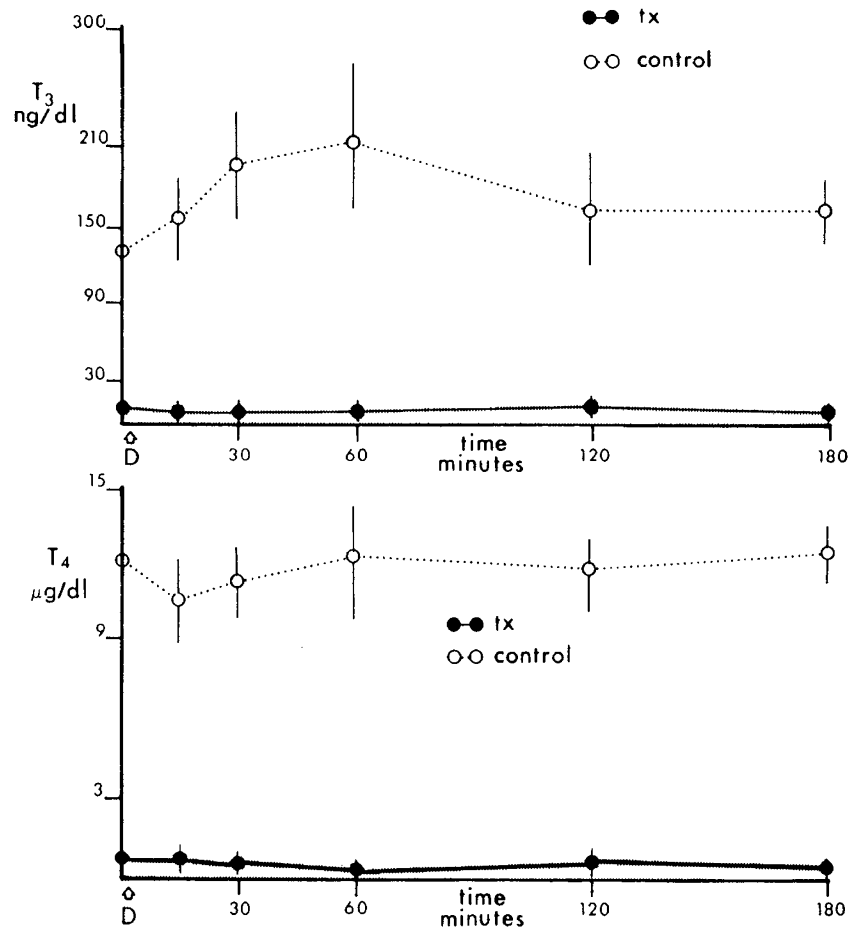 tx
control
300
T3
ng/dl
210
150
90
30
D
30
60
time
minutes
120
180
15
T4
μg/dl
9
tx
control
3
D
30
60
time
minutes
120
180